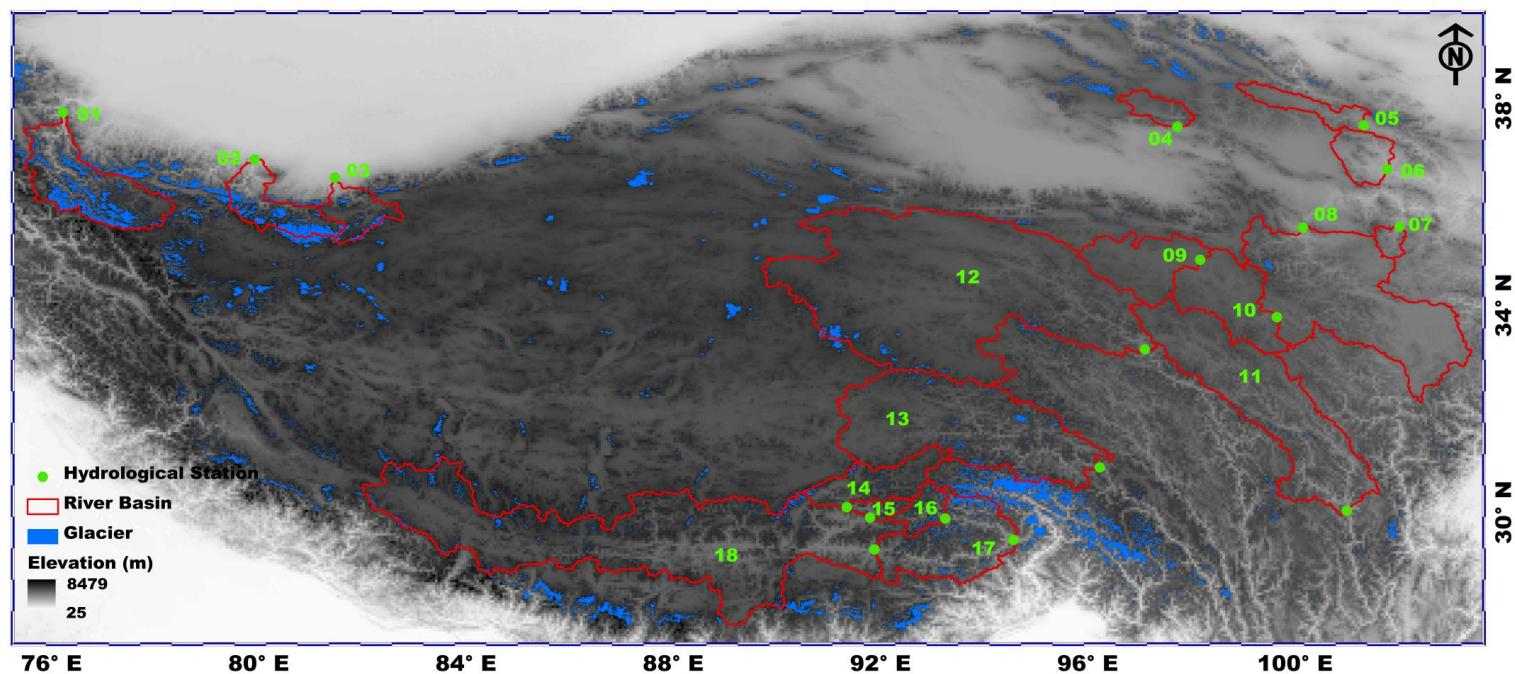 N
01
02
03
04
05
06
07
08
09
10
11
12
13
14
15
16
17
18
Hydrological Station
River Basin
Glacier
Elevation (m)
8479
25
38° N
34° N
30° N
76° E
80° E
84° E
88° E
92° E
96° E
100° E